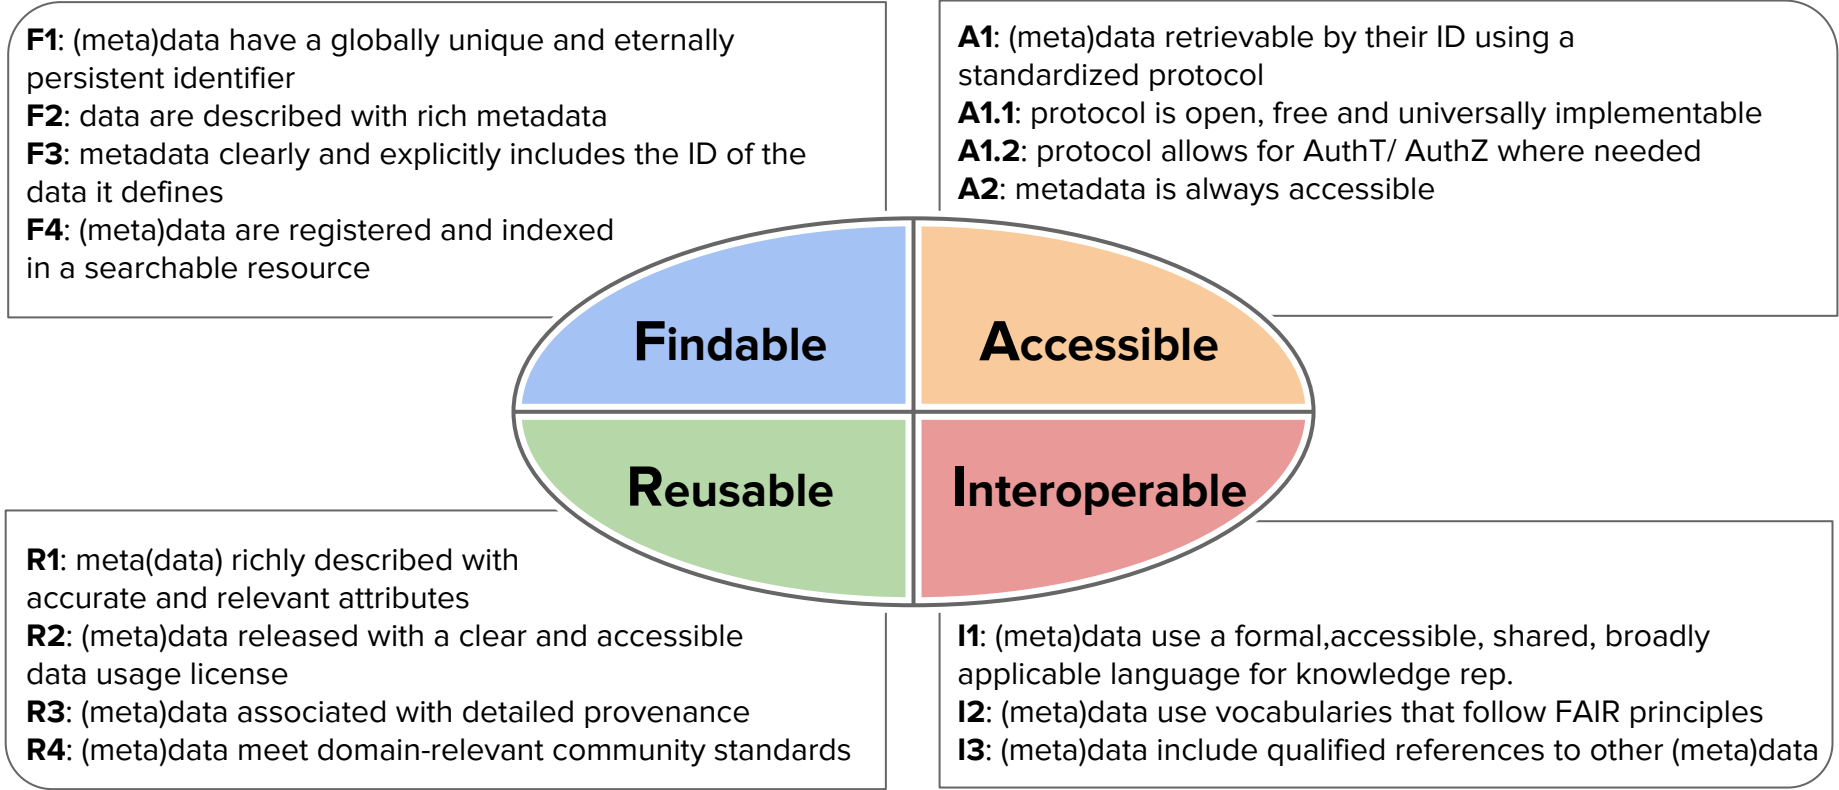 F1: (meta)data have a globally unique and eternally
persistent identifier
F2: data are described with rich metadata
F3: metadata clearly and explicitly includes the ID of the
data it defines
F4: (meta)data are registered and indexed
in a searchable resource
A1: (meta)data retrievable by their ID using a
standardized protocol
A1.1: protocol is open, free and universally implementable
A1.2: protocol allows for AuthT/ AuthZ where needed
A2: metadata is always accessible
Findable
Accessible
Reusable
Interoperable
R1: meta(data) richly described with
accurate and relevant attributes
R2: (meta)data released with a clear and accessible
data usage license
R3: (meta)data associated with detailed provenance
R4: (meta)data meet domain-relevant community standards
I1: (meta)data use a formal,accessible, shared, broadly
applicable language for knowledge rep.
I2: (meta)data use vocabularies that follow FAIR principles
I3: (meta)data include qualified references to other (meta)data